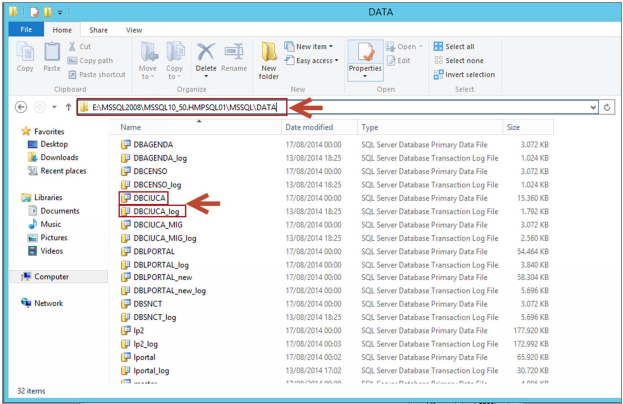 DATA
File Home Share View
Copy Paste Cut Copy path Paste shortcut Move to Copy to Delete Rename New folder New item Easy access Properties Open Edit Select all Select none Invert selection
Clipboard Organize New Open Select
E:\MSSQL2008\MSSQL10_50.HMPSQL01\MSSQL\DATA
Favorites
Desktop
Downloads
Recent places
Libraries
Documents
Music
Pictures
Videos
Computer
Network
Name Date modified Type Size
DBAGENDA 17/08/2014 00:00 SQL Server Database Primary Data File 3.072 KB
DBAGENDA_log 13/08/2014 18:25 SQL Server Database Transaction Log File 1.024 KB
DBCENSO 17/08/2014 00:00 SQL Server Database Primary Data File 3.072 KB
DBCENSO_log 13/08/2014 18:25 SQL Server Database Transaction Log File 1.024 KB
DBCIUCA 17/08/2014 00:00 SQL Server Database Primary Data File 15.360 KB
DBCIUCA_log 13/08/2014 18:25 SQL Server Database Transaction Log File 1.792 KB
DBCIUCA_MIG 17/08/2014 00:00 SQL Server Database Primary Data File 3.072 KB
DBCIUCA_MIG_log 13/08/2014 18:25 SQL Server Database Transaction Log File 2.560 KB
DBLPORTAL 17/08/2014 00:00 SQL Server Database Primary Data File 54.464 KB
DBLPORTAL_log 17/08/2014 00:00 SQL Server Database Transaction Log File 3.840 KB
DBLPORTAL_new 17/08/2014 00:00 SQL Server Database Primary Data File 58.304 KB
DBLPORTAL_new_log 17/08/2014 00:00 SQL Server Database Transaction Log File 5.696 KB
DBSNCT 17/08/2014 00:00 SQL Server Database Primary Data File 3.072 KB
DBSNCT_log 13/08/2014 18:25 SQL Server Database Transaction Log File 5.696 KB
lp2 17/08/2014 00:00 SQL Server Database Primary Data File 177.920 KB
lp2_log 17/08/2014 00:03 SQL Server Database Transaction Log File 172.992 KB
lportal 17/08/2014 00:02 SQL Server Database Primary Data File 65.920 KB
lportal_log 13/08/2014 17:02 SQL Server Database Transaction Log File 30.720 KB
32 items